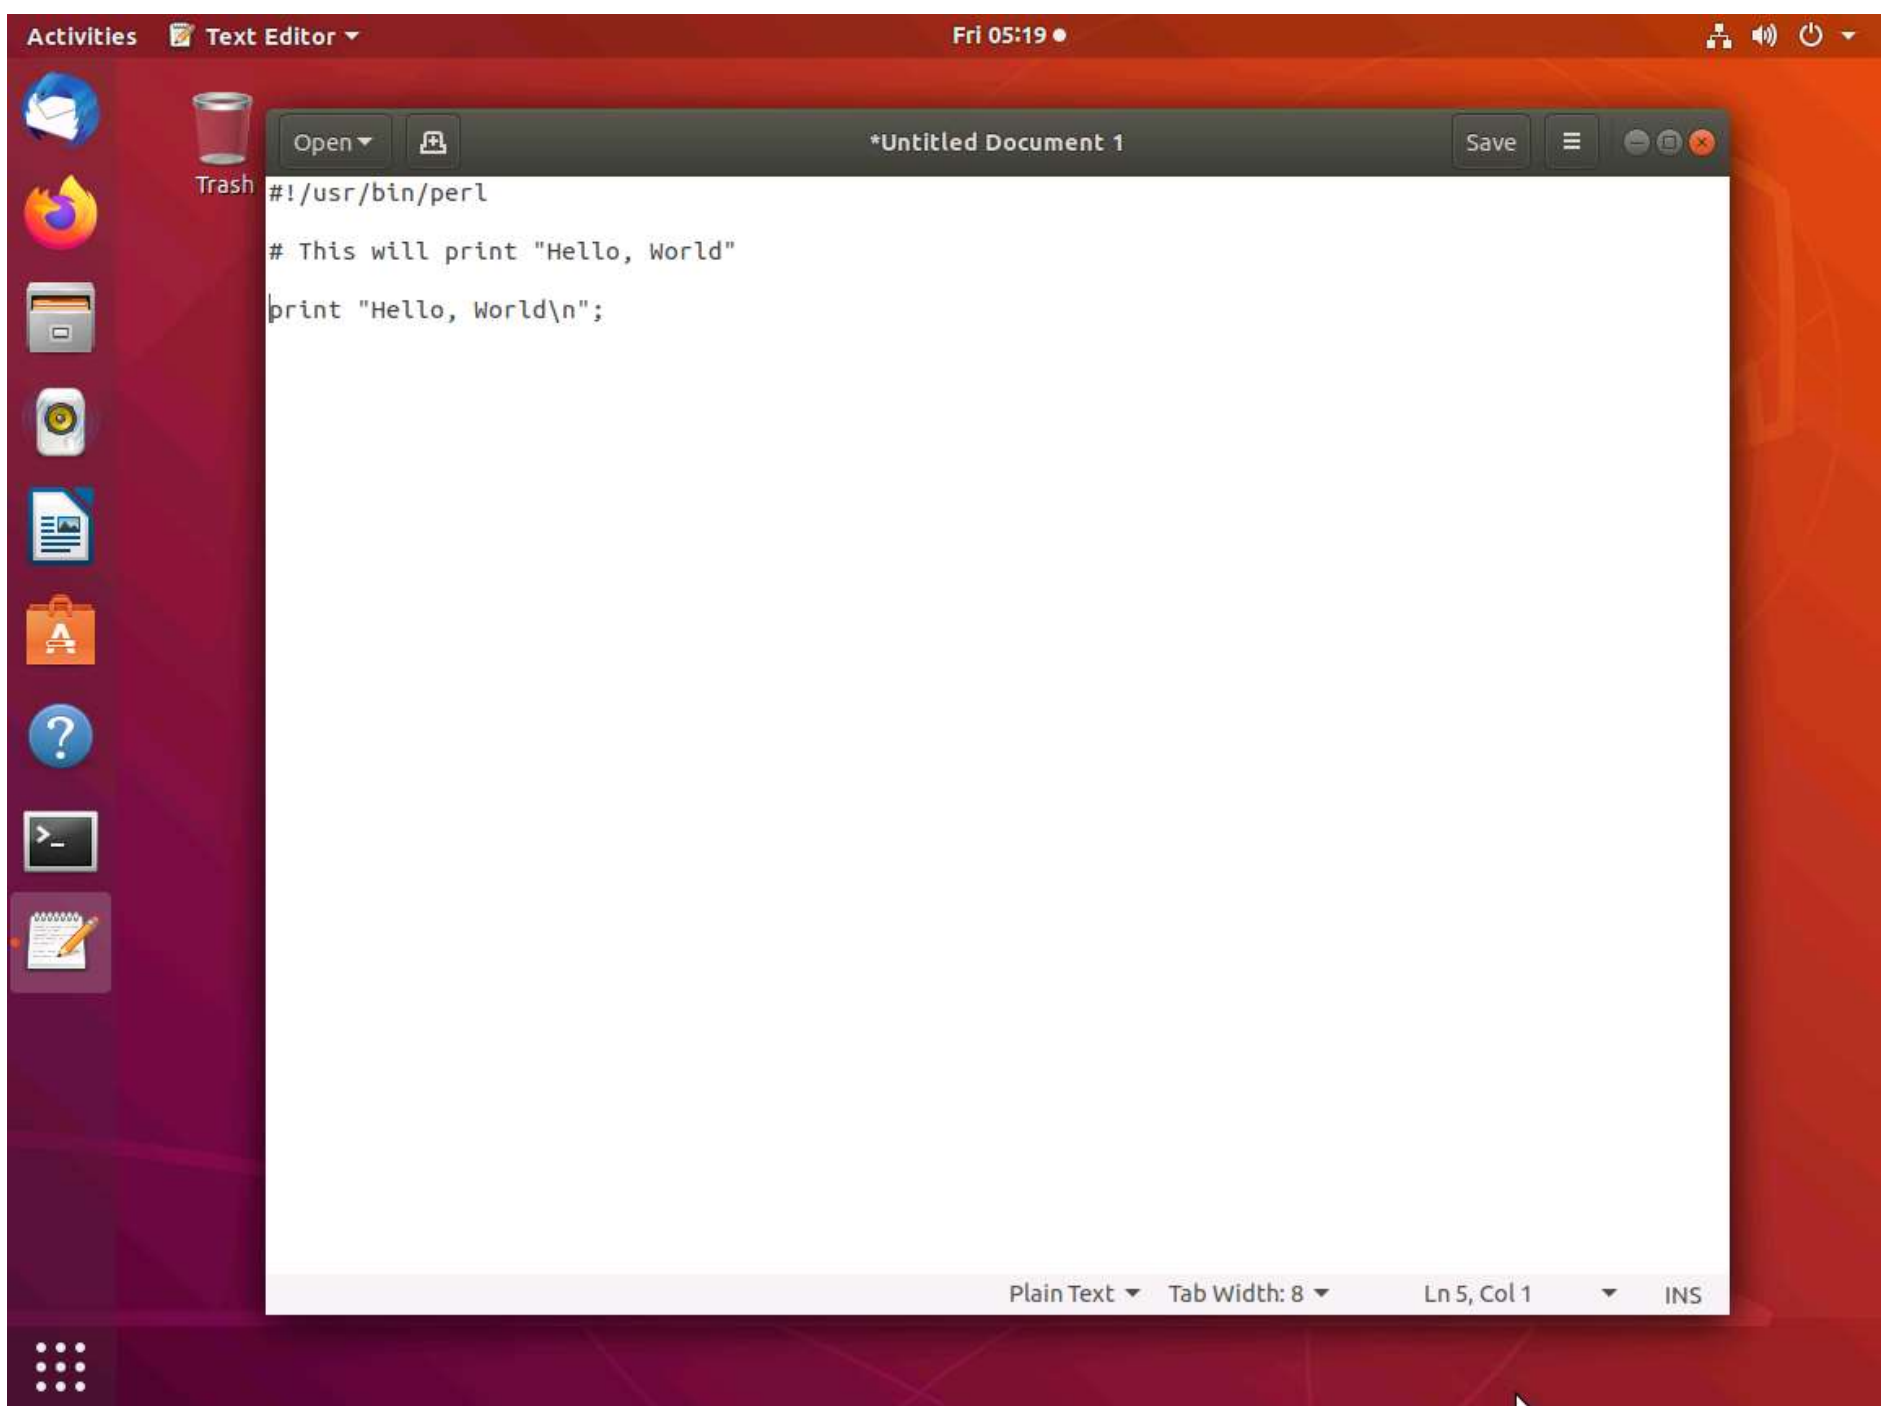 Activities Text Editor Fri 05:19
Trash
Open *Untitled Document 1 Save
#!/usr/bin/perl
# This will print "Hello, World"
print "Hello, World\n";
Plain Text Tab Width: 8 Ln 5, Col 1 INS